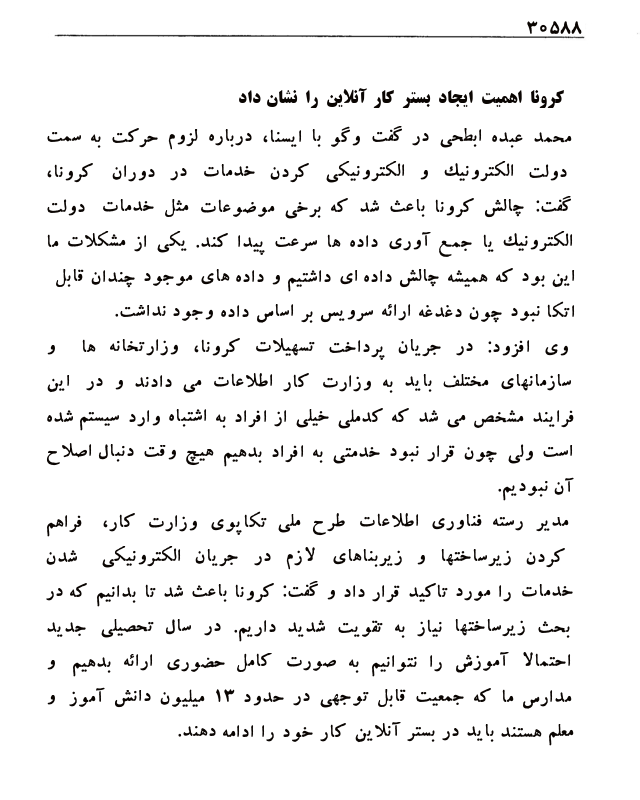 ۳۰۵۸۸
کرونا اهمیت ایجاد بستر کار آنلاین را نشان داد
محمد عبده ابطحی در گفت وگو با ایسنا، درباره لزوم حرکت به سمت
دولت الکترونیك و الکترونیکی کردن خدمات در دوران کرونا،
گفت: چالش کرونا باعث شد که برخی موضوعات مثل خدمات دولت
الکترونیك یا جمع آوری داده ها سرعت پیدا کند. یکی از مشکلات ما
این بود که همیشه چالش داده ای داشتیم و داده های موجود چندان قابل
اتکا نبود چون دغدغه ارائه سرویس بر اساس داده وجود نداشت.
وی افزود: در جریان پرداخت تسهیلات کرونا، وزارتخانه ها و
سازمانهای مختلف باید به وزارت کار اطلاعات می دادند و در این
فرایند مشخص می شد که کدملی خیلی از افراد به اشتباه وارد سیستم شده
است ولی چون قرار نبود خدمتی به افراد بدهیم هیچ وقت دنبال اصلاح
آن نبودیم.
مدیر رسته فناوری اطلاعات طرح ملی تکاپوی وزارت کار، فراهم
کردن زیرساختها و زیربناهای لازم در جریان الکترونیکی شدن
خدمات را مورد تاکید قرار داد و گفت: کرونا باعث شد تا بدانیم که در
بحث زیرساختها نیاز به تقویت شدید داریم. در سال تحصیلی جدید
احتمالا آموزش را نتوانیم به صورت کامل حضوری ارائه بدهیم و
مدارس ما که جمعیت قابل توجهی در حدود ۱۳ میلیون دانش آموز و
معلم هستند باید در بستر آنلاین کار خود را ادامه دهند.